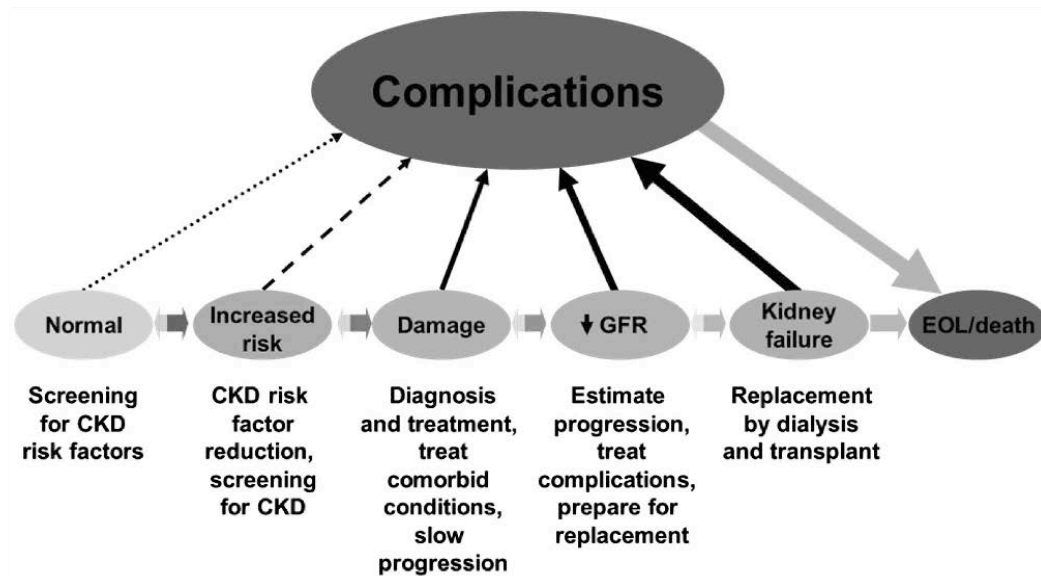 Complications
Normal
Increased
risk
Damage
↓ GFR
Kidney
failure
EOL/death
Screening
for CKD
risk factors
CKD risk
factor
reduction,
screening
for CKD
Diagnosis
and treatment,
treat
comorbid
conditions,
slow
progression
Estimate
progression,
treat
complications,
prepare for
replacement
Replacement
by dialysis
and transplant